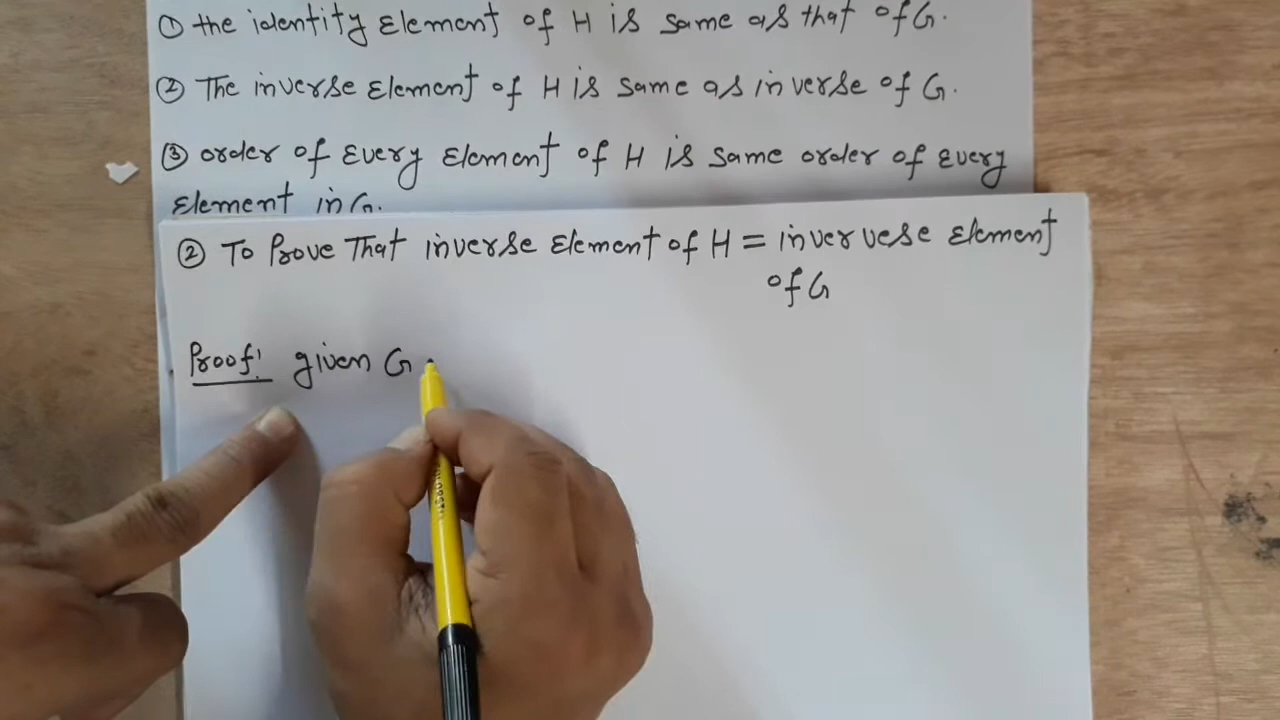 ① the identity Element of H is same as that of G.
② The inverse Element of H is same as inverse of G.
③ order of Every Element of H is same order of Every
Element in G.
② To Prove That inverse Element of H = inver vese Element
of G
Proof! given G